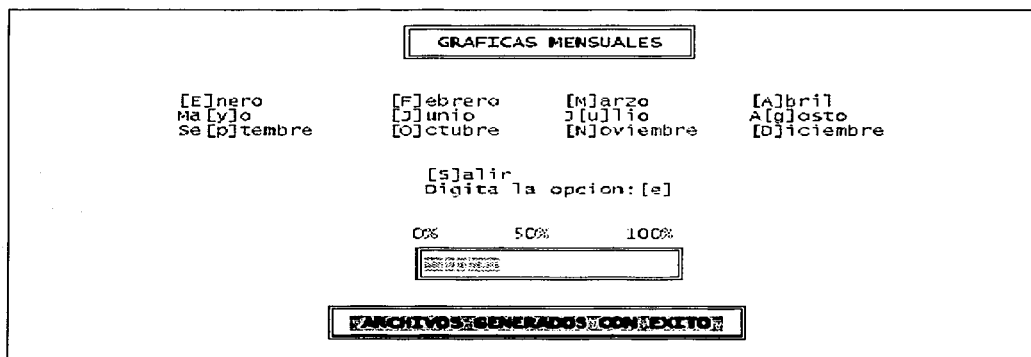 GRAFICAS MENSUALES
[E]nero [F]ebrero [M]arzo [A]bril
Ma[y]o [J]unio J[u]lio A[g]osto
Se[p]tembre [O]ctubre [N]oviembre [D]iciembre
[S]alir
Digita la opcion:[e]
0% 50% 100%
ARCHIVOS GENERADOS CON EXITO